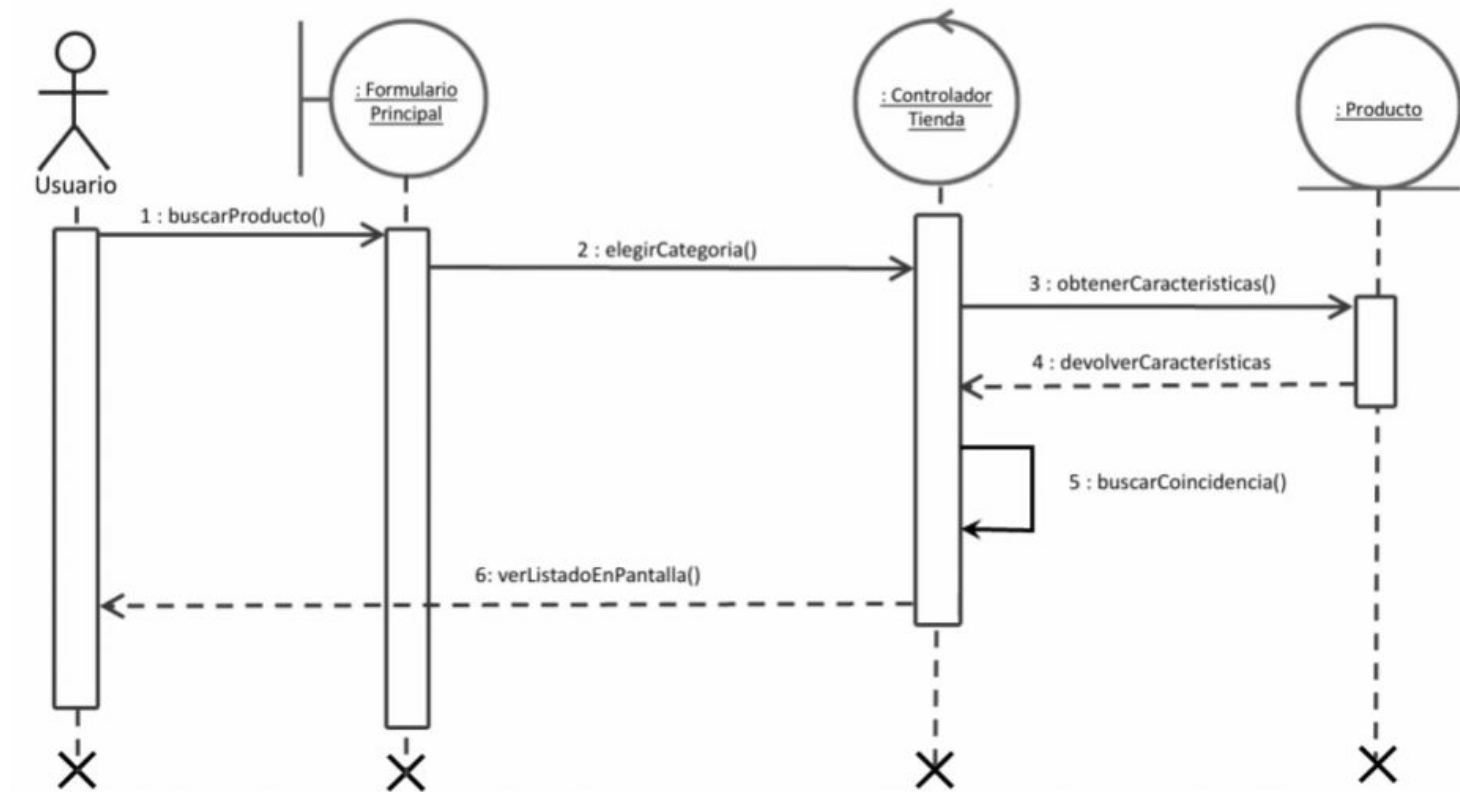 : Formulario
Principal
: Controlador
Tienda
: Producto
Usuario
1 : buscarProducto()
2 : elegirCategoria()
3 : obtenerCaracteristicas()
4 : devolverCaracterísticas
5 : buscarCoincidencia()
6: verListadoEnPantalla()